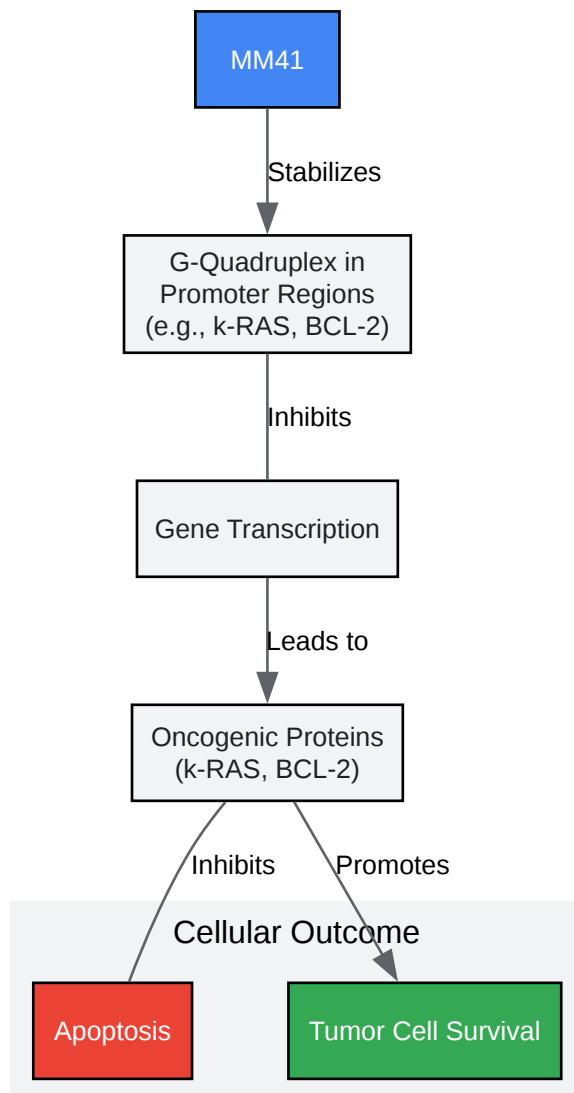 MM41
Stabilizes
G-Quadruplex in
Promoter Regions
(e.g., k-RAS, BCL-2)
Inhibits
Gene Transcription
Leads to
Oncogenic Proteins
(k-RAS, BCL-2)
Inhibits
Promotes
Cellular Outcome
Apoptosis
Tumor Cell Survival